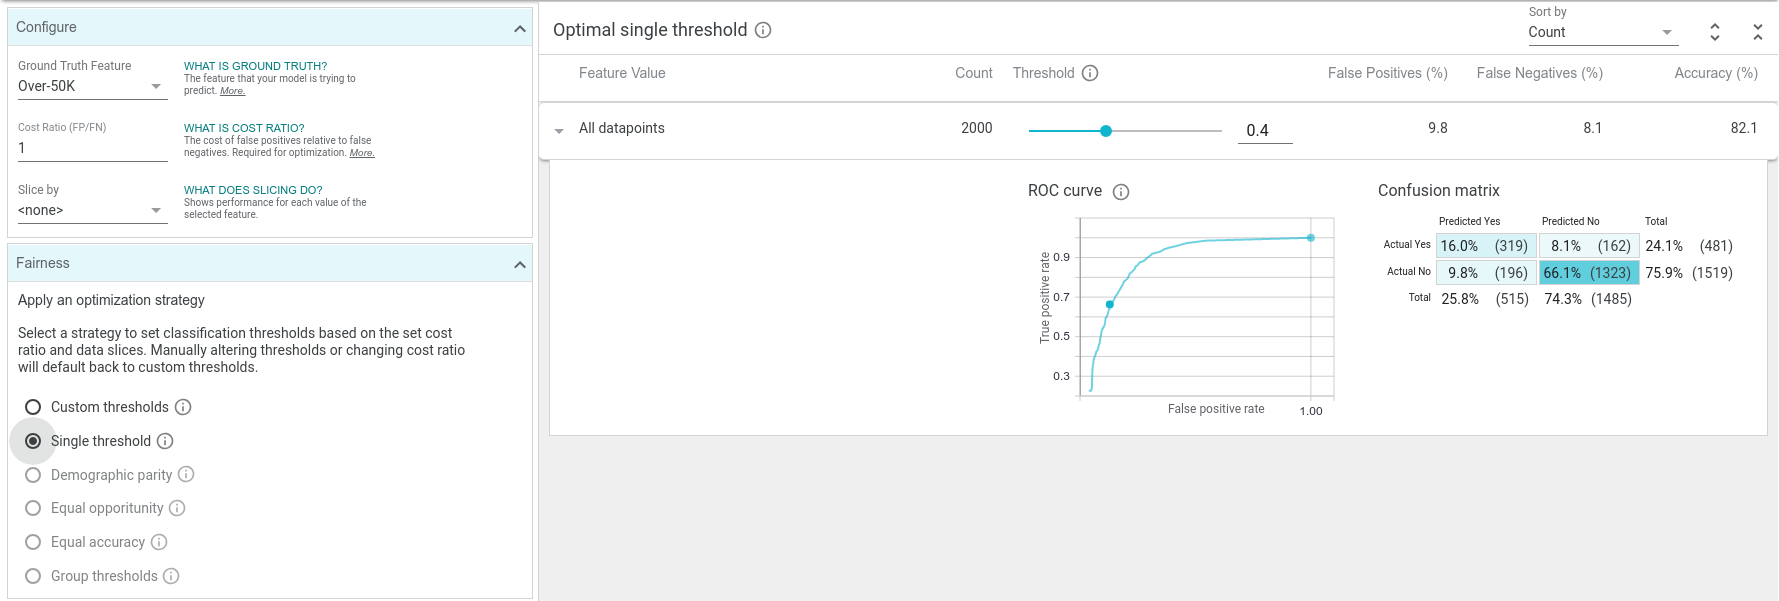 Configure
Ground Truth Feature
Over-50K
WHAT IS GROUND TRUTH?
The feature that your model is trying to
predict. More.
Cost Ratio (FP/FN)
1
WHAT IS COST RATIO?
The cost of false positives relative to false
negatives. Required for optimization. More.
Slice by
<none>
WHAT DOES SLICING DO?
Shows performance for each value of the
selected feature.
Fairness
Apply an optimization strategy
Select a strategy to set classification thresholds based on the set cost
ratio and data slices. Manually altering thresholds or changing cost ratio
will default back to custom thresholds.
Custom thresholds
Single threshold
Demographic parity
Equal opportunity
Equal accuracy
Group thresholds
Optimal single threshold
Sort by
Count
Feature Value Count Threshold False Positives (%) False Negatives (%) Accuracy (%)
All datapoints 2000 0.4 9.8 8.1 82.1
ROC curve
True positive rate
0.9
0.7
0.5
0.3
False positive rate
1.00
Confusion matrix
Predicted Yes Predicted No Total
Actual Yes 16.0% (319) 8.1% (162) 24.1% (481)
Actual No 9.8% (196) 66.1% (1323) 75.9% (1519)
Total 25.8% (515) 74.3% (1485)